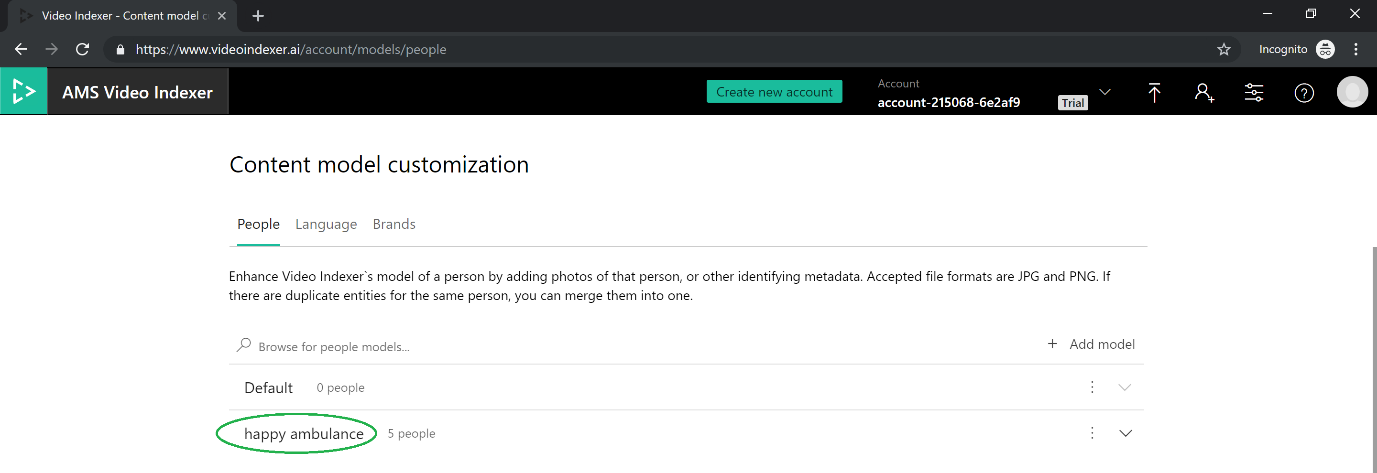 Video Indexer - Content model c
https://www.videoindexer.ai/account/models/people
Incognito
AMS Video Indexer
Create new account
Account
account-215068-6e2af9
Trial
Content model customization
People Language Brands
Enhance Video Indexer`s model of a person by adding photos of that person, or other identifying metadata. Accepted file formats are JPG and PNG. If
there are duplicate entities for the same person, you can merge them into one.
Browse for people models...
+ Add model
Default 0 people
happy ambulance 5 people